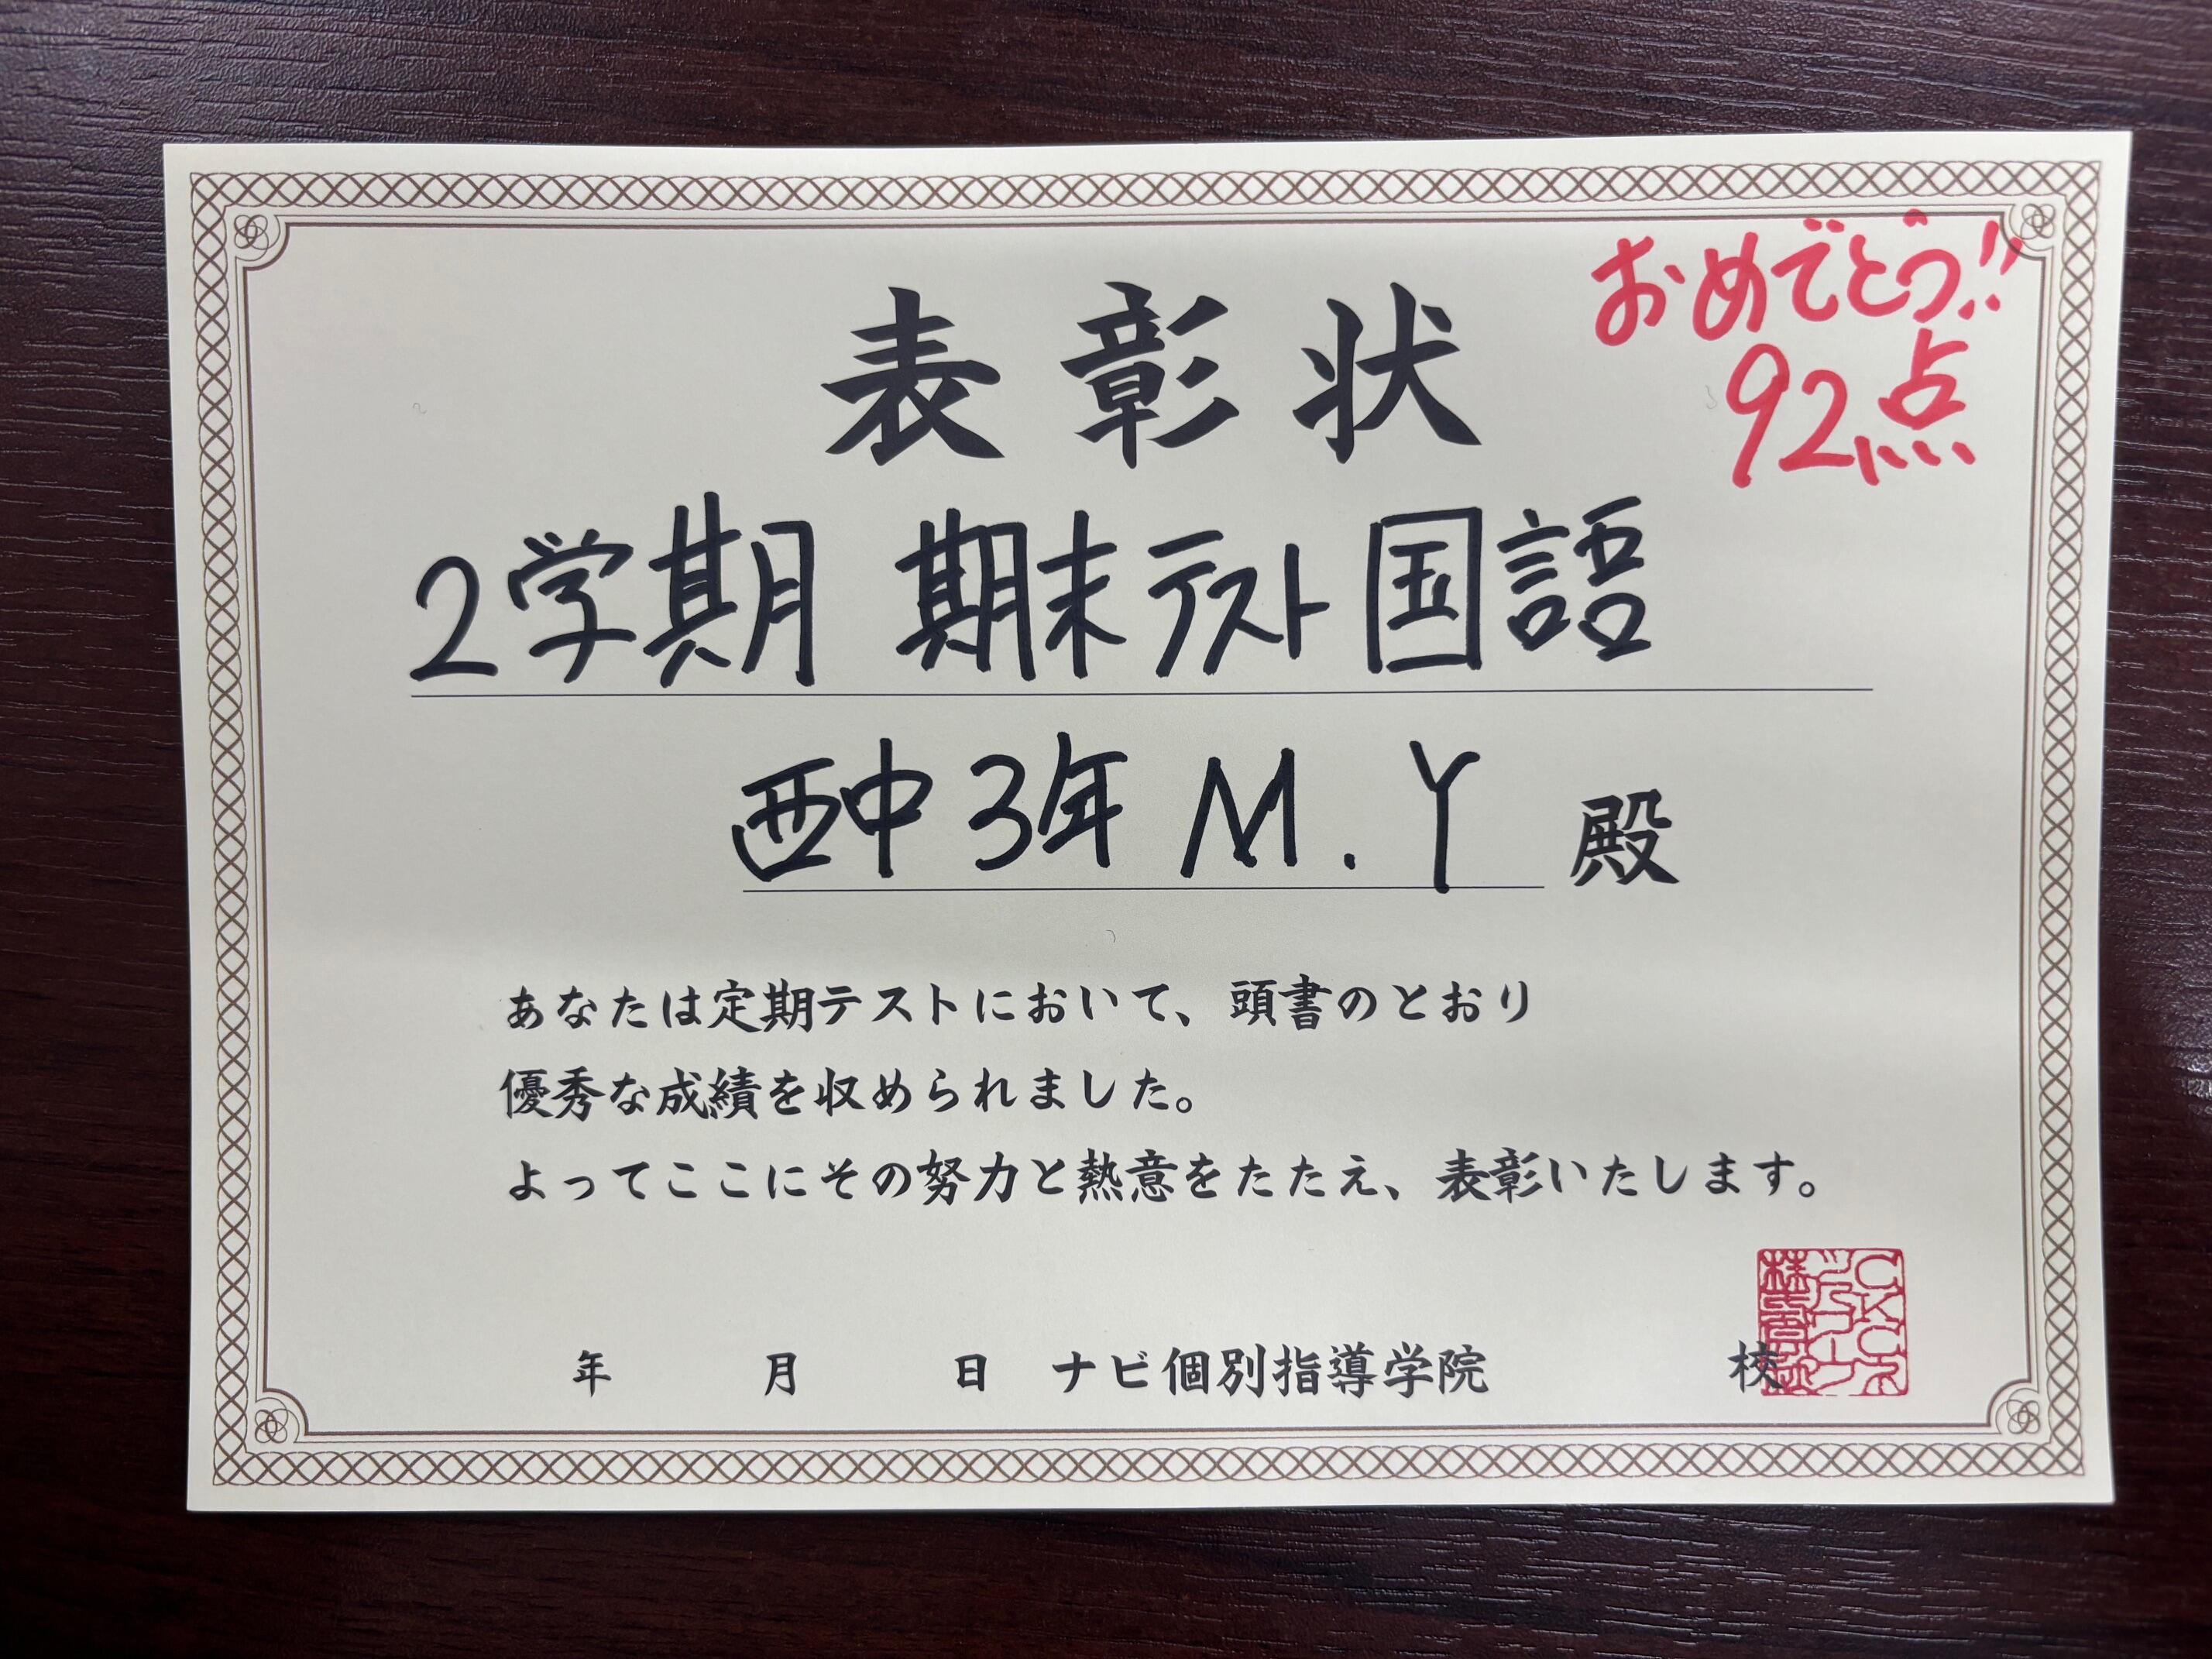 おめでとう!!
92点
表彰状
2学期 期末テスト国語
西中3年 M.Y 殿
あなたは定期テストにおいて、頭書のとおり
優秀な成績を収められました。
よってここにその努力と熱意をたたえ、表彰いたします。
年 月 日 ナビ個別指導学院 校